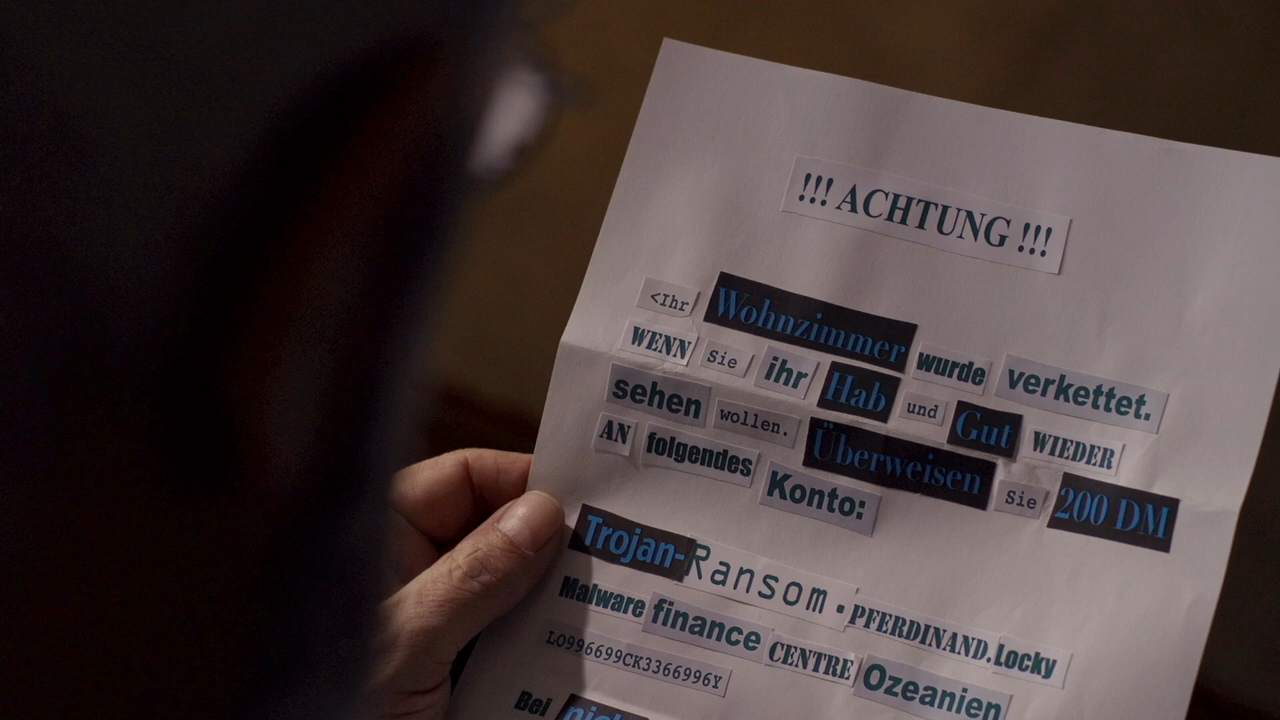 !!! ACHTUNG !!!
<Ihr Wohnzimmer wurde verkettet.
WENN Sie ihr Hab und Gut WIEDER
sehen wollen. Überweisen Sie 200 DM
AN folgendes Konto:
Trojan-Ransom.PFERDINAND.Locky
Malware finance CENTRE Ozeanien
LO996699CK3366996Y
Bei